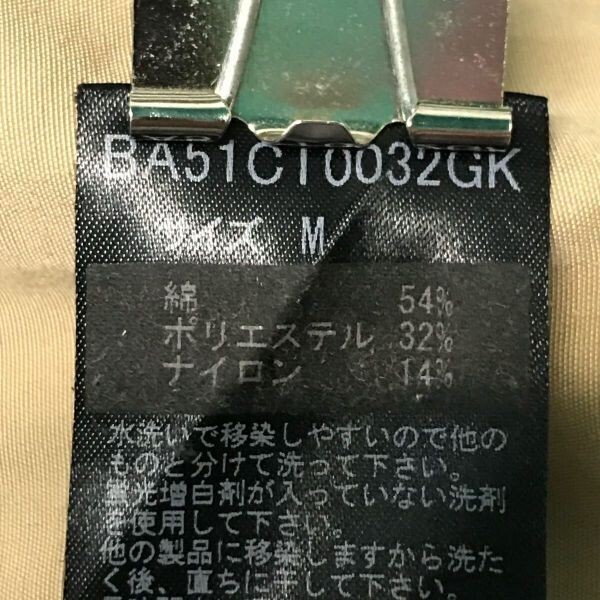 BA51CT0032GK
サイズ M
綿 54%
ポリエステル 32%
ナイロン 14%
水洗いで移染しやすいので他の
ものと分けて洗って下さい。
蛍光増白剤が入っていない洗剤
を使用して下さい。
他の製品に移染しますから洗た
く後、直ちに干して下さい。